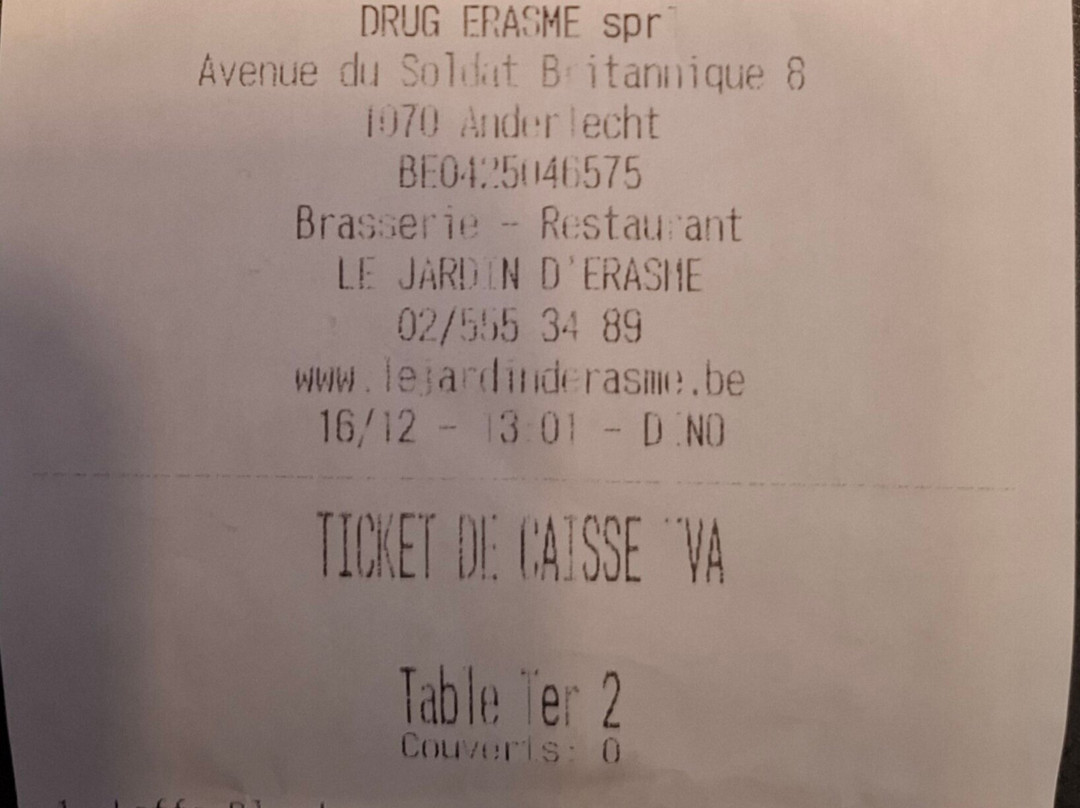 DRUG ERASME sprl
Avenue du Soldat Britannique 8
1070 Anderlecht
BE0425046575
Brasserie - Restaurant
LE JARDIN D'ERASME
02/555 34 89
www.lejardinderasme.be
16/12 - 13:01 - DINO
TICKET DE CAISSE TVA
Table Ter 2
Couverts: 0